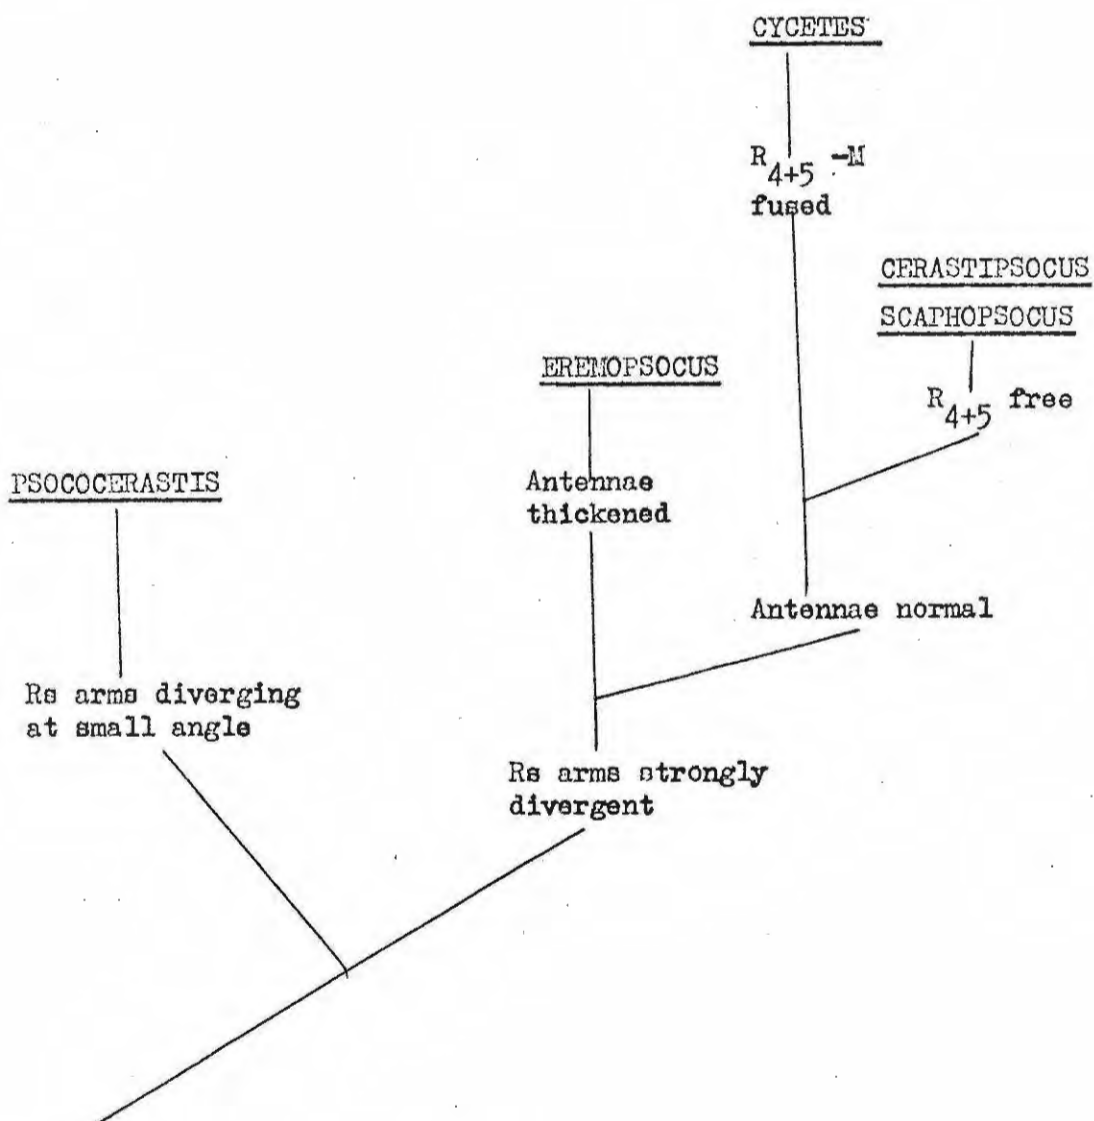 CYCETES
R4+5 -M
fused
CERASTIPSOCUS
SCAPHOPSOCUS
R4+5 free
EREMOPSOCUS
Antennae
thickened
PSOCOCERASTIS
Antennae normal
Rs arms diverging
at small angle
Rs arms strongly
divergent